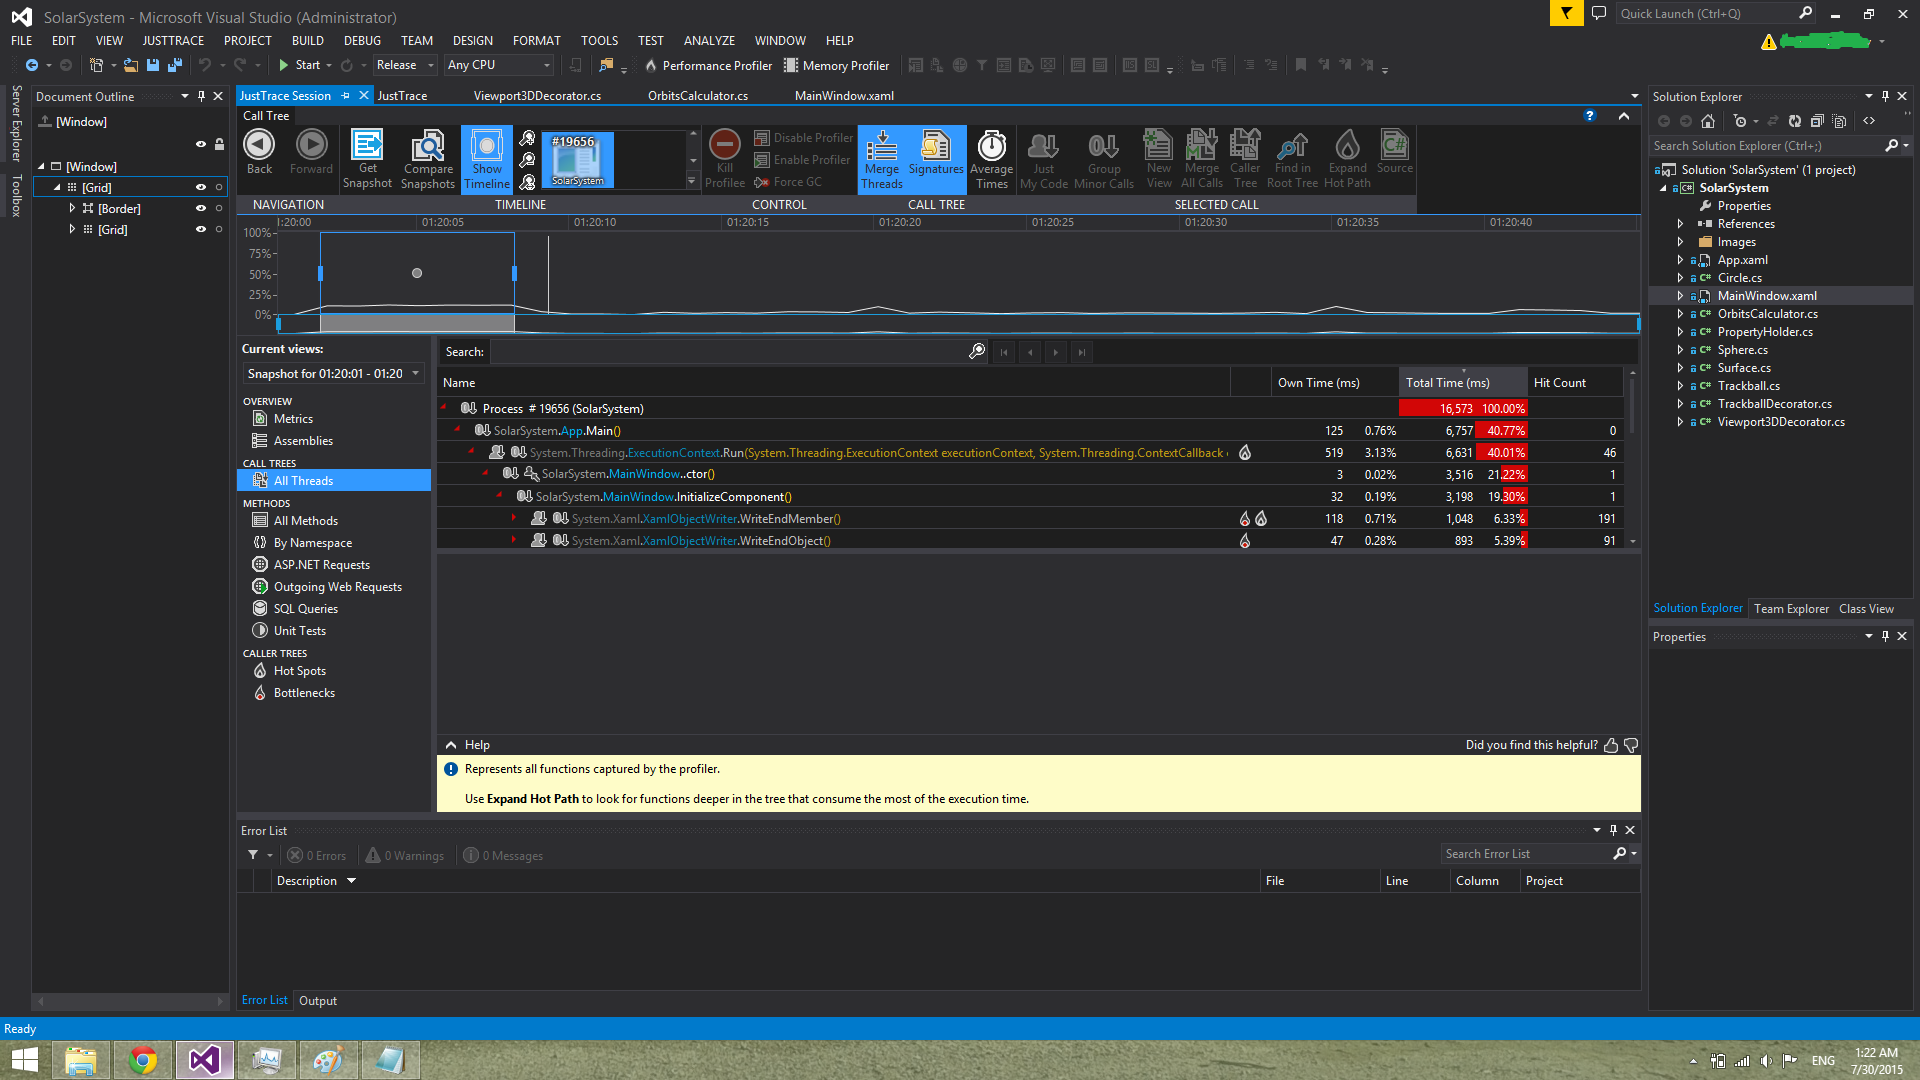 SolarSystem - Microsoft Visual Studio (Administrator)
Quick Launch (Ctrl+Q)
FILE EDIT VIEW JUSTTRACE PROJECT BUILD DEBUG TEAM DESIGN FORMAT TOOLS TEST ANALYZE WINDOW HELP
Start Release Any CPU Performance Profiler Memory Profiler
Server Explorer
Toolbox
Document Outline
[Window]
[Window]
[Grid]
[Border]
[Grid]
JustTrace Session JustTrace Viewport3DDecorator.cs OrbitsCalculator.cs MainWindow.xaml
Call Tree
Back
Forward
Get Snapshot
Compare Snapshots
Show Timeline
#19656
SolarSystem
Kill Profilee
Disable Profiler
Enable Profiler
Force GC
Merge Threads
Signatures
Average Times
Just My Code
Group Minor Calls
New View
Merge All Calls
Caller Tree
Find in Root Tree
Expand Hot Path
Source
NAVIGATION TIMELINE CONTROL CALL TREE SELECTED CALL
:20:00 01:20:05 01:20:10 01:20:15 01:20:20 01:20:25 01:20:30 01:20:35 01:20:40
100%
75%
50%
25%
0%
Current views:
Snapshot for 01:20:01 - 01:20
OVERVIEW
Metrics
Assemblies
CALL TREES
All Threads
METHODS
All Methods
By Namespace
ASP.NET Requests
Outgoing Web Requests
SQL Queries
Unit Tests
CALLER TREES
Hot Spots
Bottlenecks
Search:
Name Own Time (ms) Total Time (ms) Hit Count
Process # 19656 (SolarSystem) 16,573 100.00%
SolarSystem.App.Main() 125 0.76% 6,757 40.77% 0
System.Threading.ExecutionContext.Run(System.Threading.ExecutionContext executionContext, System.Threading.ContextCallback 519 3.13% 6,631 40.01% 46
SolarSystem.MainWindow..ctor() 3 0.02% 3,516 21.22% 1
SolarSystem.MainWindow.InitializeComponent() 32 0.19% 3,198 19.30% 1
System.Xaml.XamlObjectWriter.WriteEndMember() 118 0.71% 1,048 6.33% 191
System.Xaml.XamlObjectWriter.WriteEndObject() 47 0.28% 893 5.39% 91
Help
Did you find this helpful?
Represents all functions captured by the profiler.
Use Expand Hot Path to look for functions deeper in the tree that consume the most of the execution time.
Error List
0 Errors 0 Warnings 0 Messages
Search Error List
Description File Line Column Project
Error List Output
Solution Explorer
Search Solution Explorer (Ctrl+;)
Solution 'SolarSystem' (1 project)
C# SolarSystem
Properties
References
Images
App.xaml
C# Circle.cs
MainWindow.xaml
C# OrbitsCalculator.cs
C# PropertyHolder.cs
C# Sphere.cs
C# Surface.cs
C# Trackball.cs
C# TrackballDecorator.cs
C# Viewport3DDecorator.cs
Solution Explorer Team Explorer Class View
Properties
Ready
ENG
1:22 AM
7/30/2015